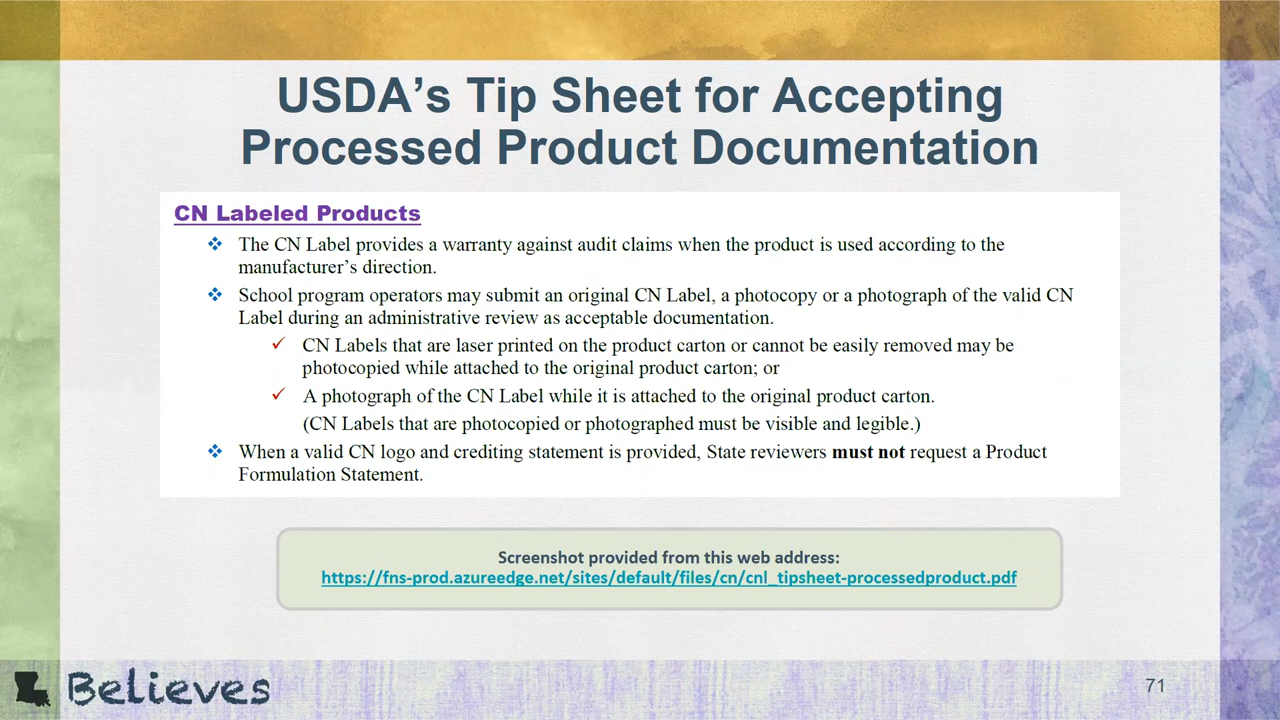 USDA’s Tip Sheet for Accepting
Processed Product Documentation
CN Labeled Products
❖ The CN Label provides a warranty against audit claims when the product is used according to the
manufacturer’s direction.
❖ School program operators may submit an original CN Label, a photocopy or a photograph of the valid CN
Label during an administrative review as acceptable documentation.
✓ CN Labels that are laser printed on the product carton or cannot be easily removed may be
photocopied while attached to the original product carton; or
✓ A photograph of the CN Label while it is attached to the original product carton.
(CN Labels that are photocopied or photographed must be visible and legible.)
❖ When a valid CN logo and crediting statement is provided, State reviewers must not request a Product
Formulation Statement.
Screenshot provided from this web address:
https://fns-prod.azureedge.net/sites/default/files/cn/cnl_tipsheet-processedproduct.pdf
Believes
71